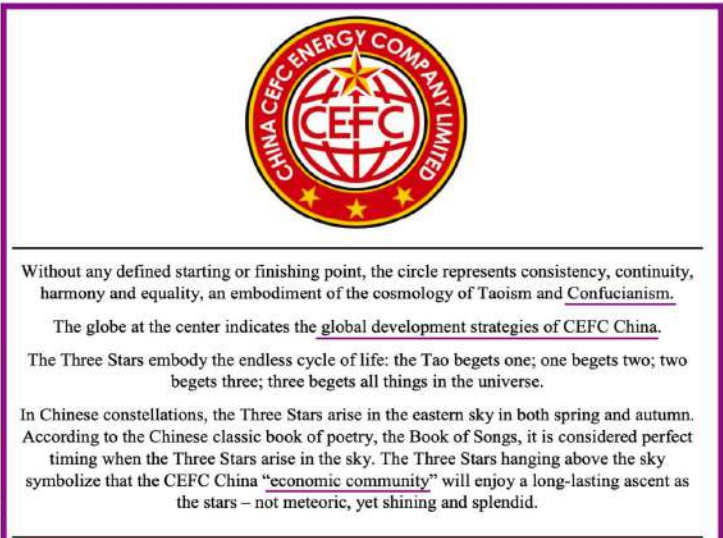 CHINA CEFC ENERGY COMPANY LIMITED
CEFC
Without any defined starting or finishing point, the circle represents consistency, continuity,
harmony and equality, an embodiment of the cosmology of Taoism and Confucianism.
The globe at the center indicates the global development strategies of CEFC China.
The Three Stars embody the endless cycle of life: the Tao begets one; one begets two; two
begets three; three begets all things in the universe.
In Chinese constellations, the Three Stars arise in the eastern sky in both spring and autumn.
According to the Chinese classic book of poetry, the Book of Songs, it is considered perfect
timing when the Three Stars arise in the sky. The Three Stars hanging above the sky
symbolize that the CEFC China “economic community” will enjoy a long-lasting ascent as
the stars – not meteoric, yet shining and splendid.